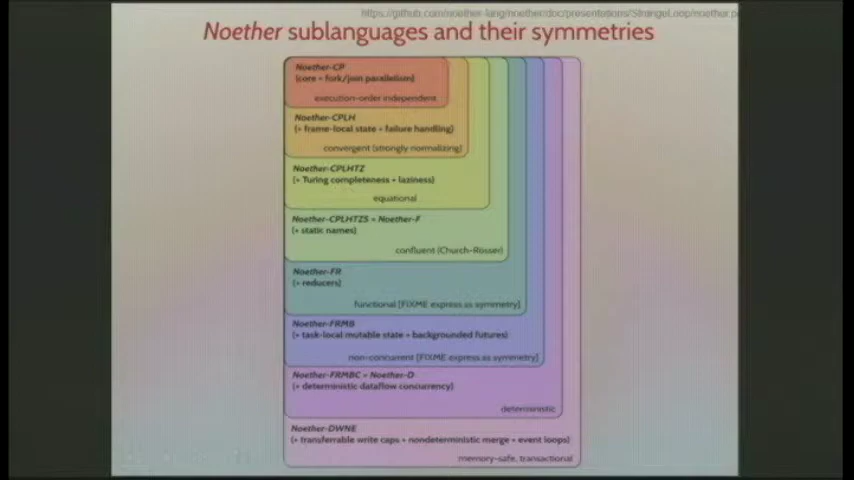 https://github.com/noether-lang/noether/doc/presentations/StrangeLoop/noether.p
Noether sublanguages and their symmetries
Noether-CP
(core + fork/join parallelism)
execution-order independent
Noether-CPLH
(+ frame-local state + failure handling)
convergent (strongly normalizing)
Noether-CPLHTZ
(+ Turing completeness + laziness)
equational
Noether-CPLHTZS = Noether-F
(+ static names)
confluent (Church-Rosser)
Noether-FR
(+ reducers)
functional [FIXME express as symmetry]
Noether-FRMB
(+ task-local mutable state + backgrounded futures)
non-concurrent [FIXME express as symmetry]
Noether-FRMBC = Noether-D
(+ deterministic dataflow concurrency)
deterministic
Noether-DWNE
(+ transferrable write caps + nondeterministic merge + event loops)
memory-safe, transactional